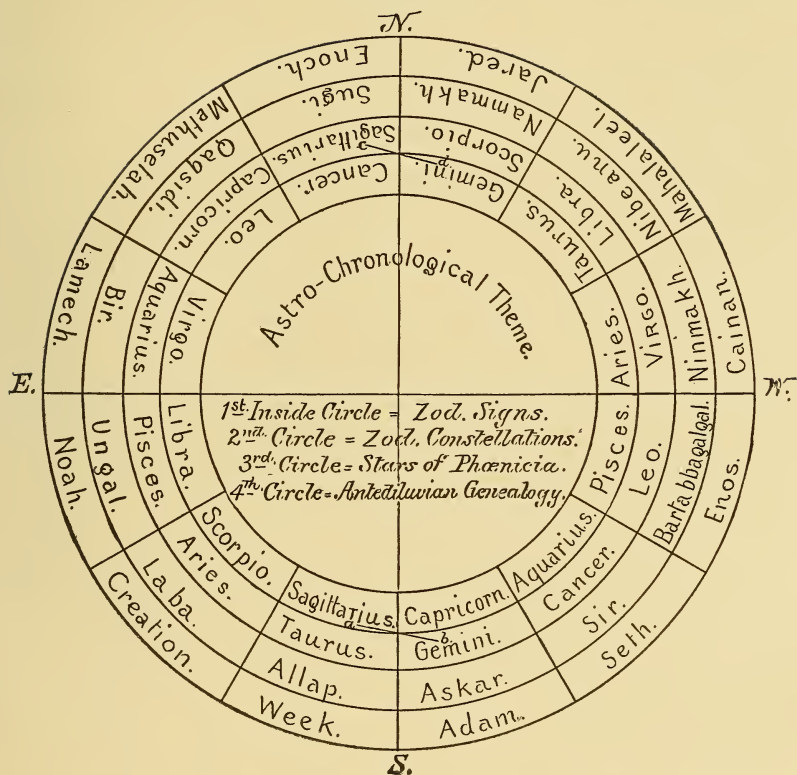 N.
Enoch.
Jared.
Mahalaleel.
Cainan.
Enos.
Seth.
Adam.
Week.
Creation.
Noah.
Lamech.
Methuselah.
Sugi.
Nammakh.
Nibeanu.
Ninmakh.
Bartabbagalgal.
Sir.
Askar.
Allap.
Laba.
Ungal.
Bir.
Qaqsidi.
Sagittarius.
c
Scorpio.
Libra.
Virgo.
Leo.
Cancer.
Gemini.
b.
Taurus.
Aries.
Pisces.
Aquarius.
Capricorn.
Cancer.
Gemini.
d.
Taurus.
Aries.
Pisces.
Aquarius.
Capricorn.
Sagittarius.
a
Scorpio.
Libra.
Virgo.
Leo.
Astro-Chronological Theme.
E.
W.
1st. Inside Circle = Zod. Signs.
2nd. Circle = Zod. Constellations.
3rd. Circle = Stars of Phœnicia.
4th. Circle = Antediluvian Genealogy.
S.